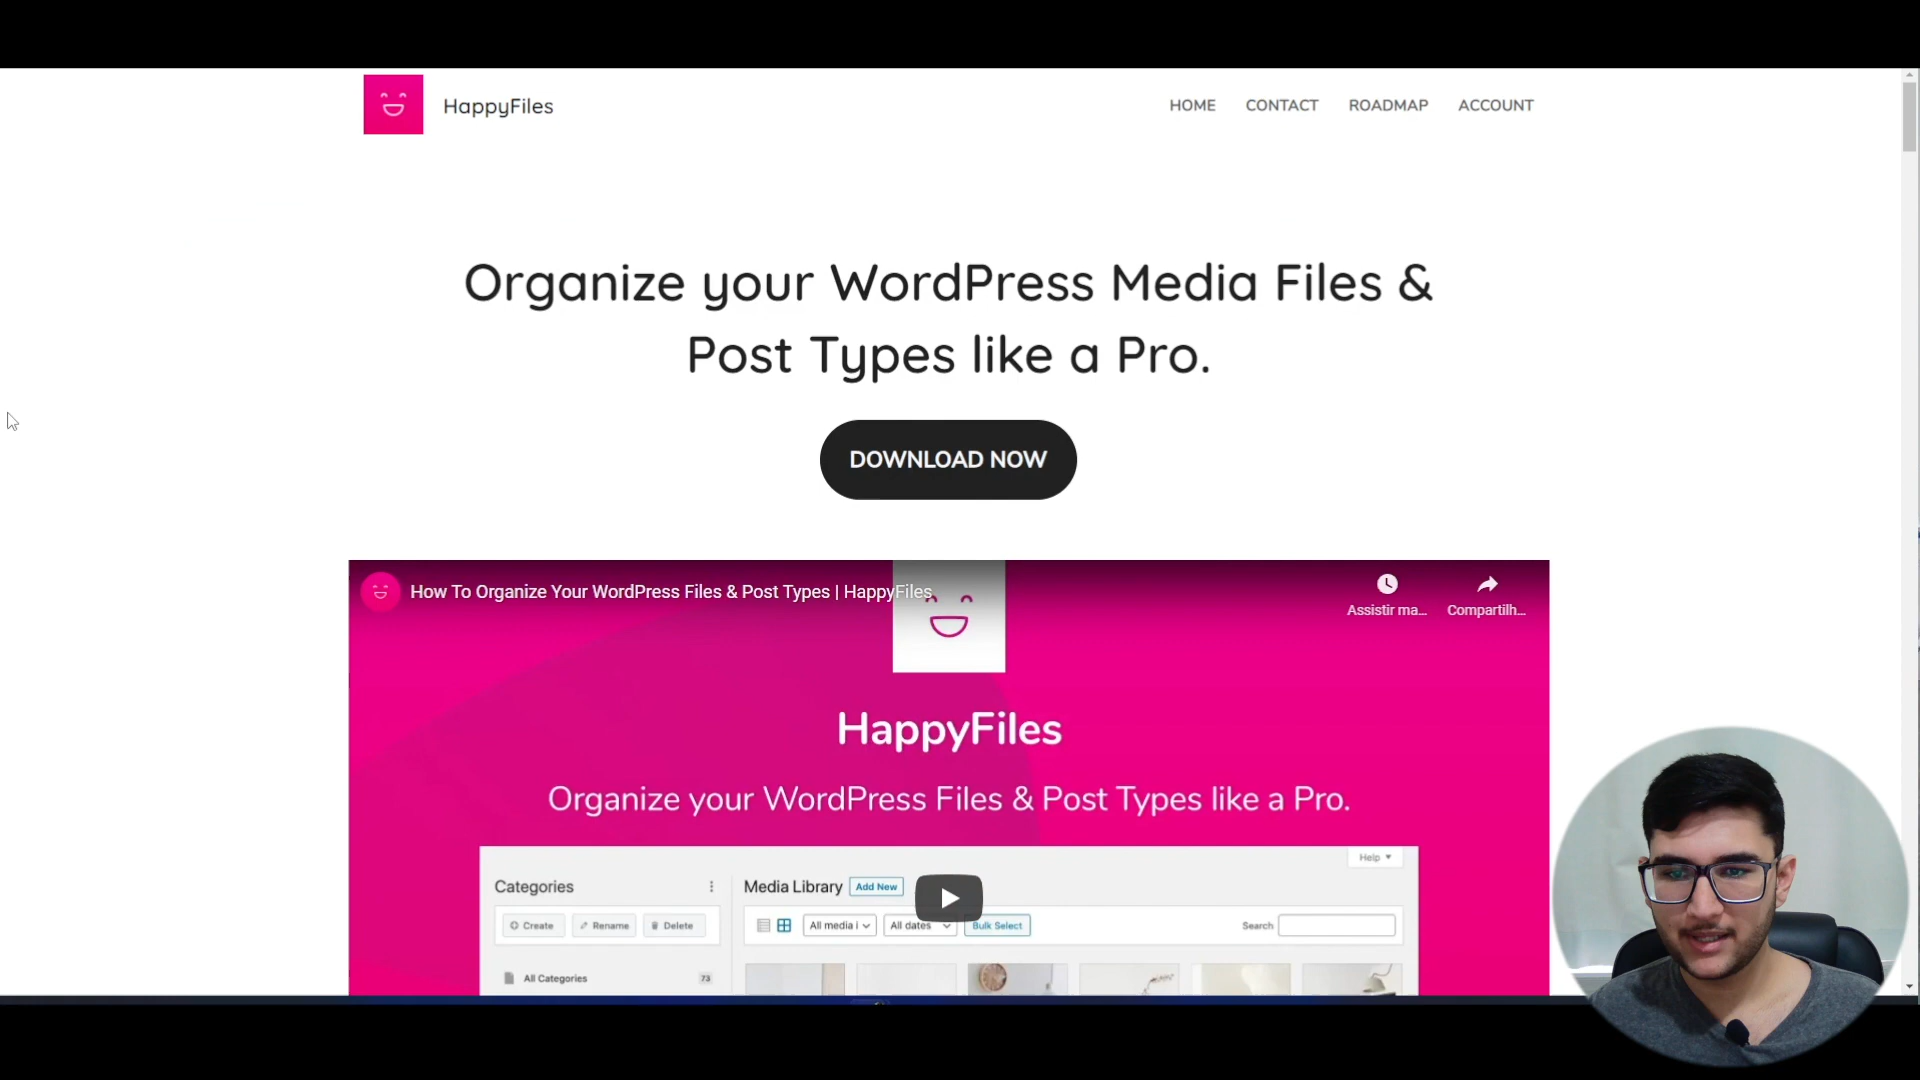 HappyFiles
HOME CONTACT ROADMAP ACCOUNT
Organize your WordPress Media Files &
Post Types like a Pro.
DOWNLOAD NOW
How To Organize Your WordPress Files & Post Types | HappyFiles
Assistir ma...
Compartilh...
HappyFiles
Organize your WordPress Files & Post Types like a Pro.
Help
Categories
Media Library Add New
Create Rename Delete
All media i All dates Bulk Select
Search
All Categories 73